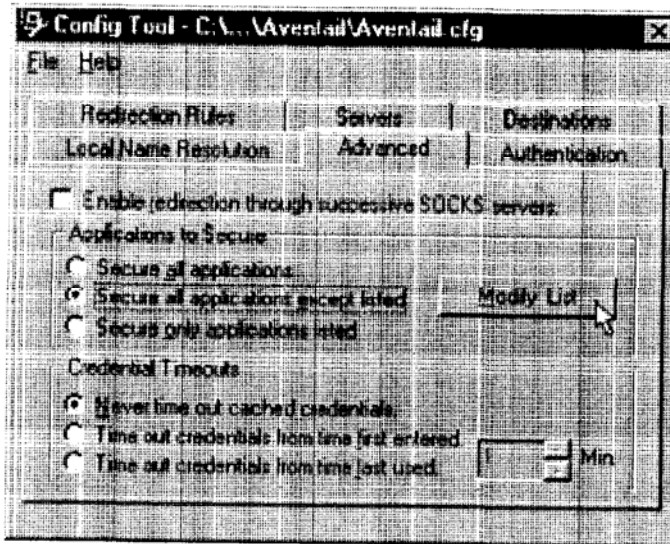 Config Tool - C:\...\Aventail\Aventail.cfg
File Help
Redirection Rules Servers Destinations
Local Name Resolution Advanced Authentication
Enable redirection through successive SOCKS servers.
Applications to Secure
Secure all applications.
Secure all applications except listed Modify List
Secure only applications listed
Credential Timeouts
Never time out cached credentials.
Time out credentials from time first entered.
Time out credentials from time last used. 1 Min